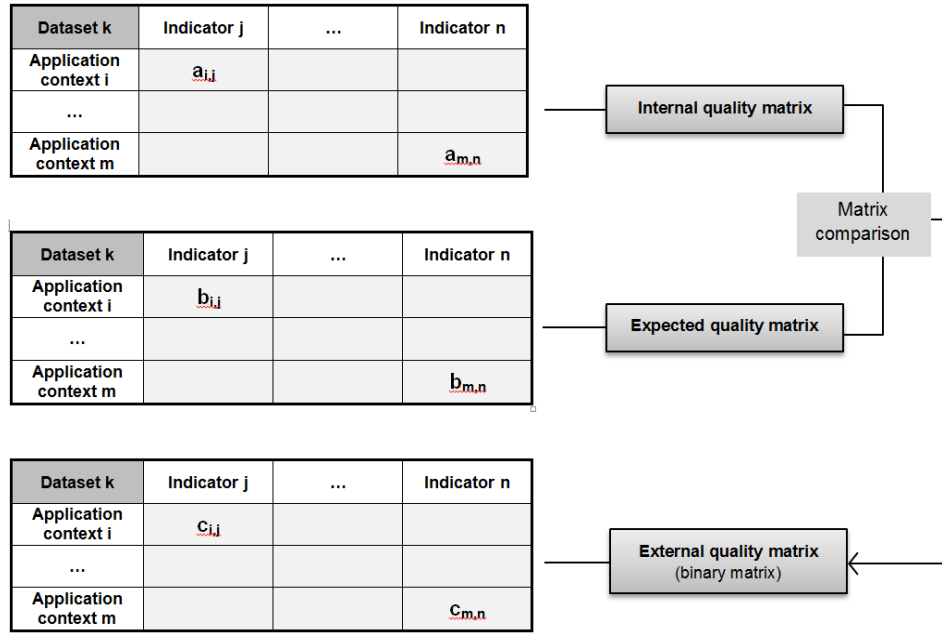 Dataset k Indicator j ... Indicator n
Application
context i
a i,j
...
Application
context m
a m,n
Internal quality matrix
Matrix
comparison
Dataset k Indicator j ... Indicator n
Application
context i
b i,j
...
Application
context m
b m,n
Expected quality matrix
Dataset k Indicator j ... Indicator n
Application
context i
c i,j
...
Application
context m
c m,n
External quality matrix
(binary matrix)